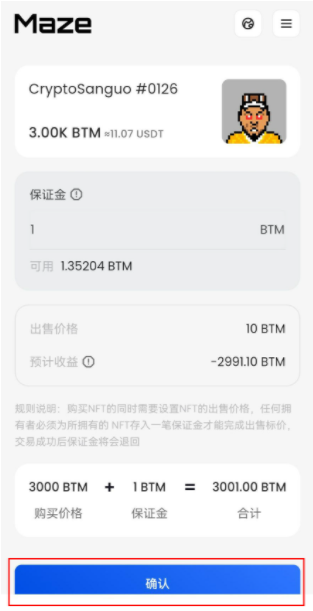 Maze
CryptoSanguo #0126
3.00K BTM ≈11.07 USDT
保证金
1 BTM
可用 1.35204 BTM
出售价格 10 BTM
预计收益 -2991.10 BTM
规则说明：购买NFT的同时需要设置NFT的出售价格，任何拥
有者必须为所拥有的 NFT存入一笔保证金才能完成出售标价，
交易成功后保证金将会退回
3000 BTM + 1 BTM = 3001.00 BTM
购买价格 保证金 合计
确认